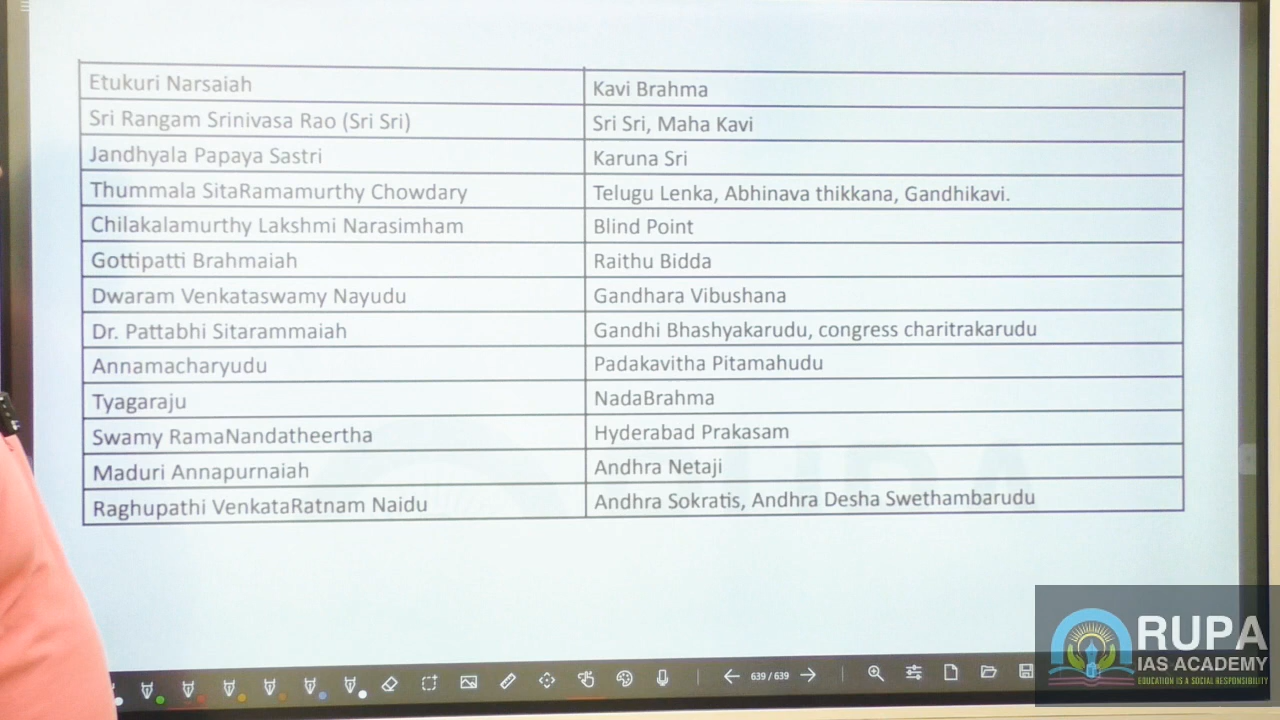 Etukuri Narsaiah Kavi Brahma
Sri Rangam Srinivasa Rao (Sri Sri) Sri Sri, Maha Kavi
Jandhyala Papaya Sastri Karuna Sri
Thummala SitaRamamurthy Chowdary Telugu Lenka, Abhinava thikkana, Gandhikavi.
Chilakalamurthy Lakshmi Narasimham Blind Point
Gottipatti Brahmaiah Raithu Bidda
Dwaram Venkataswamy Nayudu Gandhara Vibushana
Dr. Pattabhi Sitarammaiah Gandhi Bhashyakarudu, congress charitrakarudu
Annamacharyudu Padakavitha Pitamahudu
Tyagaraju NadaBrahma
Swamy RamaNandatheertha Hyderabad Prakasam
Maduri Annapurnaiah Andhra Netaji
Raghupathi VenkataRatnam Naidu Andhra Sokratis, Andhra Desha Swethambarudu
639 / 639
RUPA
IAS ACADEMY
EDUCATION IS A SOCIAL RESPONSIBILITY